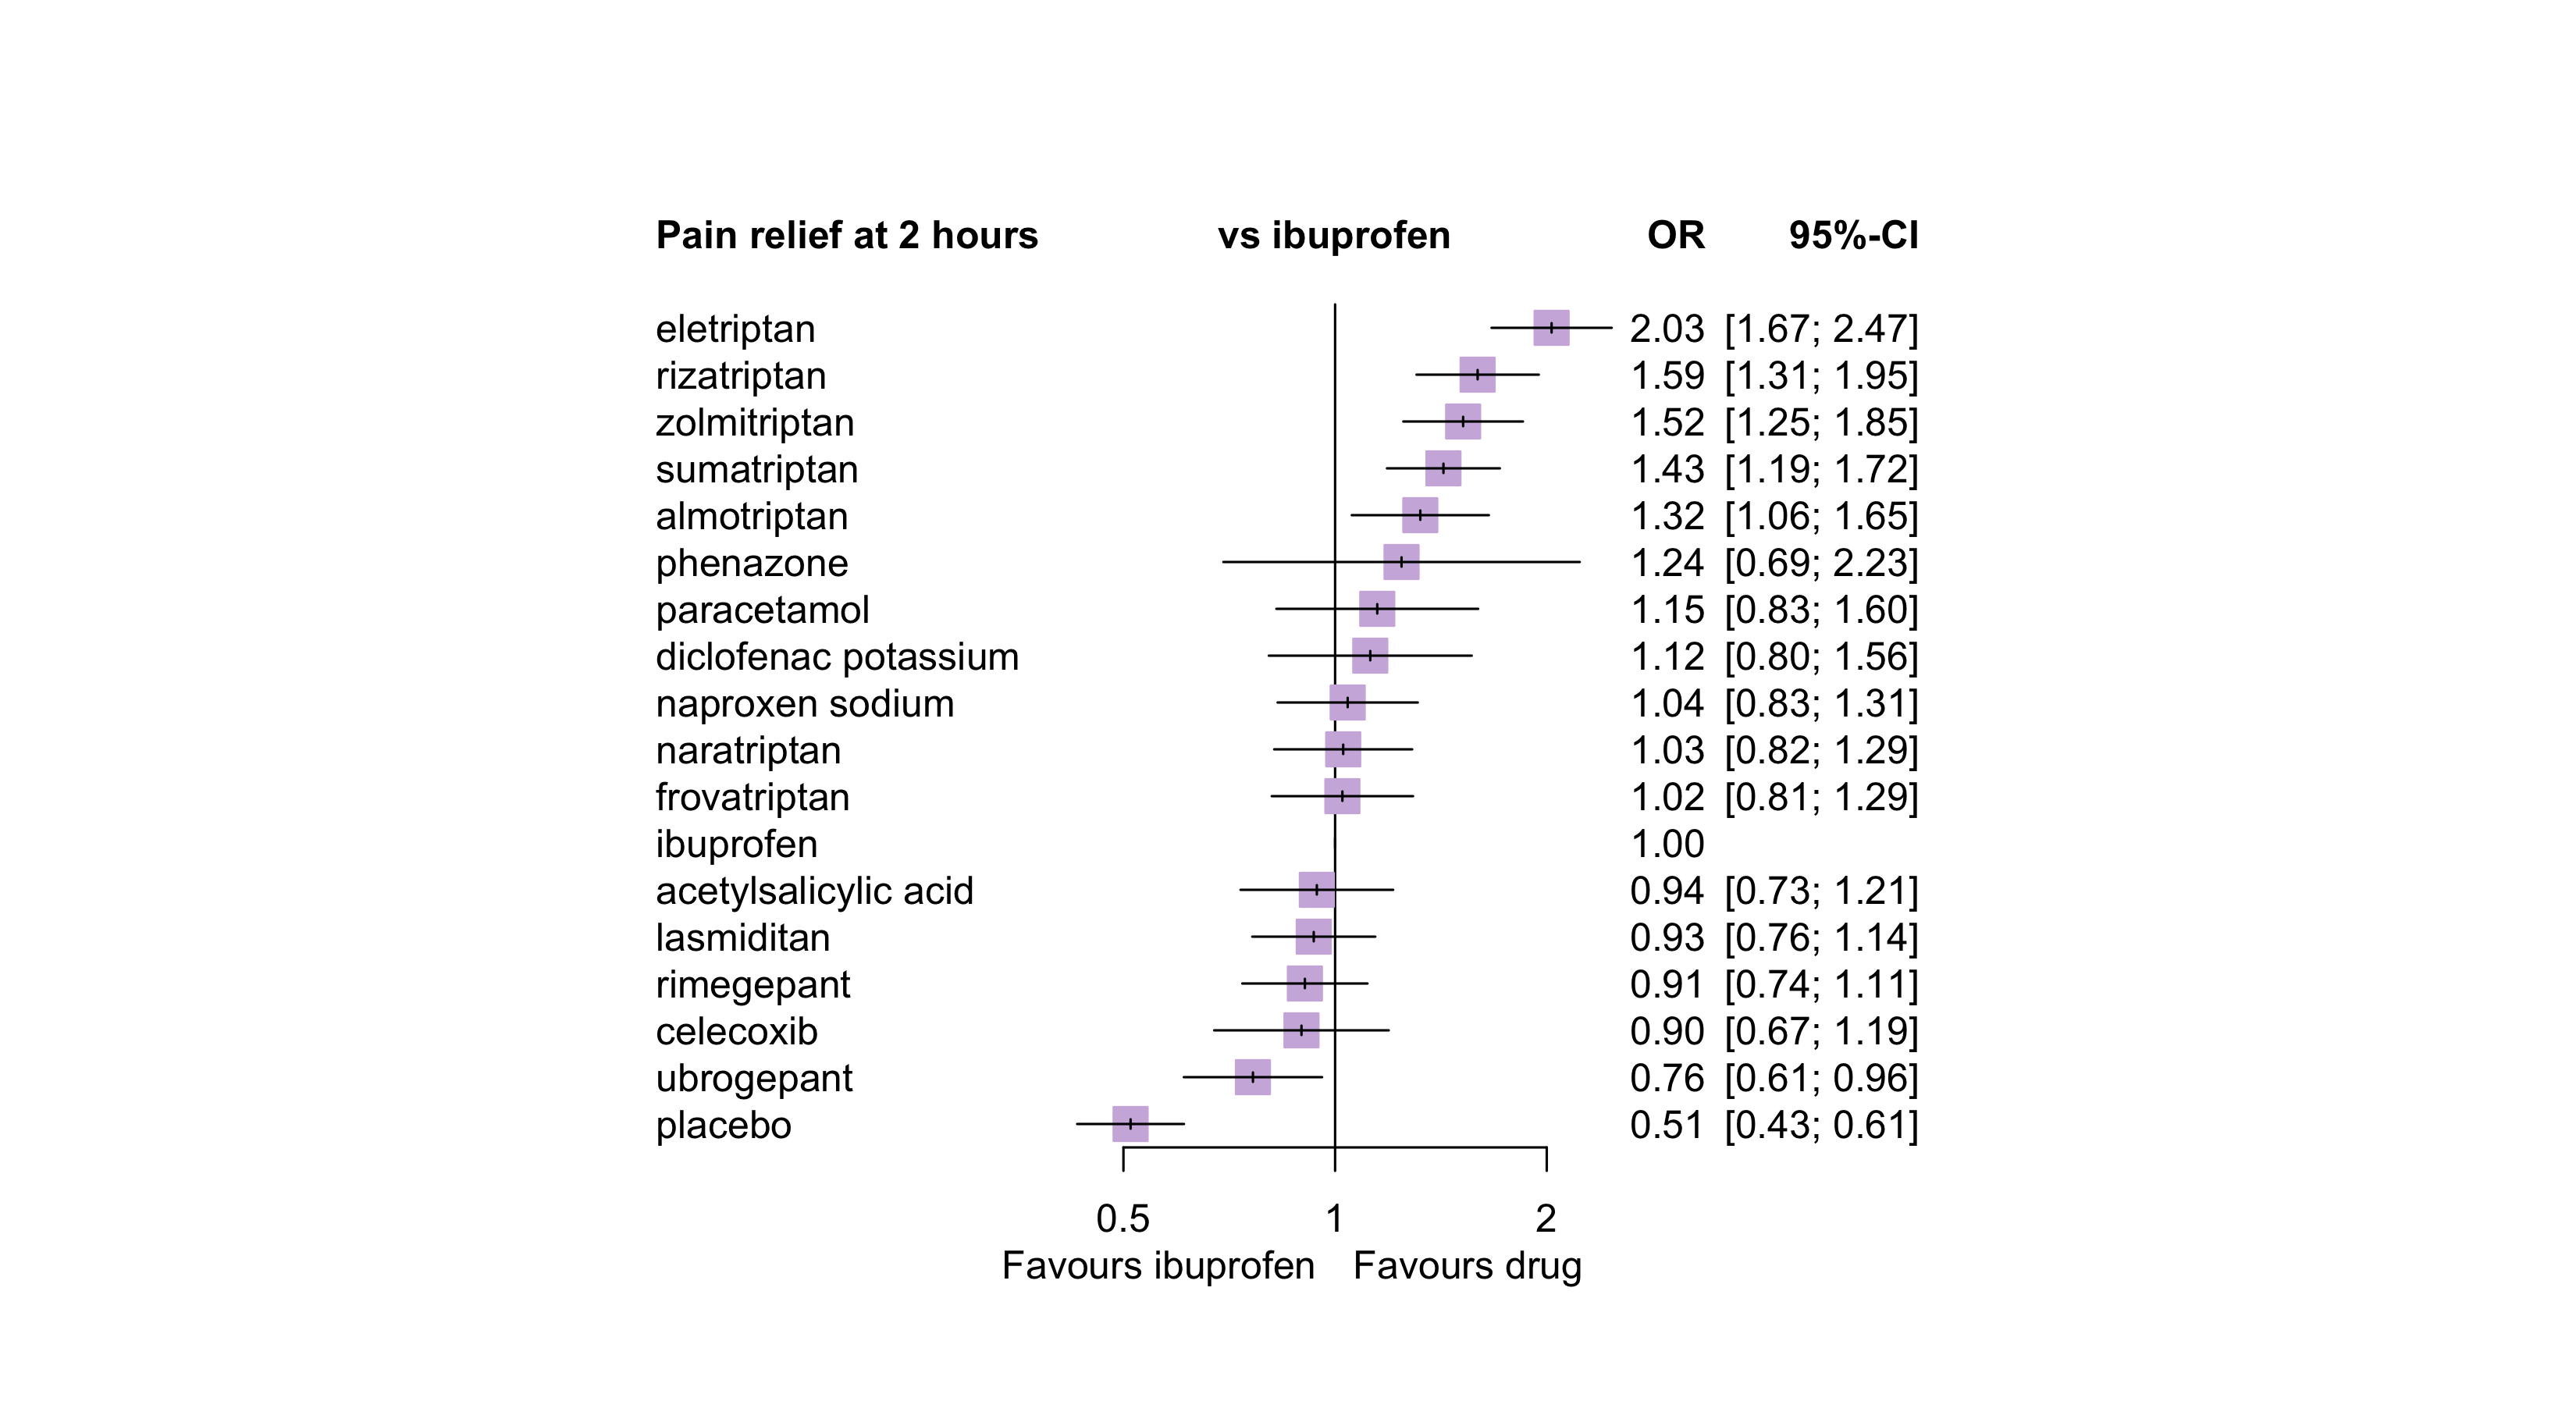 Pain relief at 2 hours vs ibuprofen OR 95%-CI
eletriptan 2.03 [1.67; 2.47]
rizatriptan 1.59 [1.31; 1.95]
zolmitriptan 1.52 [1.25; 1.85]
sumatriptan 1.43 [1.19; 1.72]
almotriptan 1.32 [1.06; 1.65]
phenazone 1.24 [0.69; 2.23]
paracetamol 1.15 [0.83; 1.60]
diclofenac potassium 1.12 [0.80; 1.56]
naproxen sodium 1.04 [0.83; 1.31]
naratriptan 1.03 [0.82; 1.29]
frovatriptan 1.02 [0.81; 1.29]
ibuprofen 1.00
acetylsalicylic acid 0.94 [0.73; 1.21]
lasmiditan 0.93 [0.76; 1.14]
rimegepant 0.91 [0.74; 1.11]
celecoxib 0.90 [0.67; 1.19]
ubrogepant 0.76 [0.61; 0.96]
placebo 0.51 [0.43; 0.61]
0.5 1 2
Favours ibuprofen Favours drug